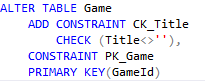 ALTER TABLE Game
ADD CONSTRAINT CK_Title
CHECK (Title<>''),
CONSTRAINT PK_Game
PRIMARY KEY(GameId)